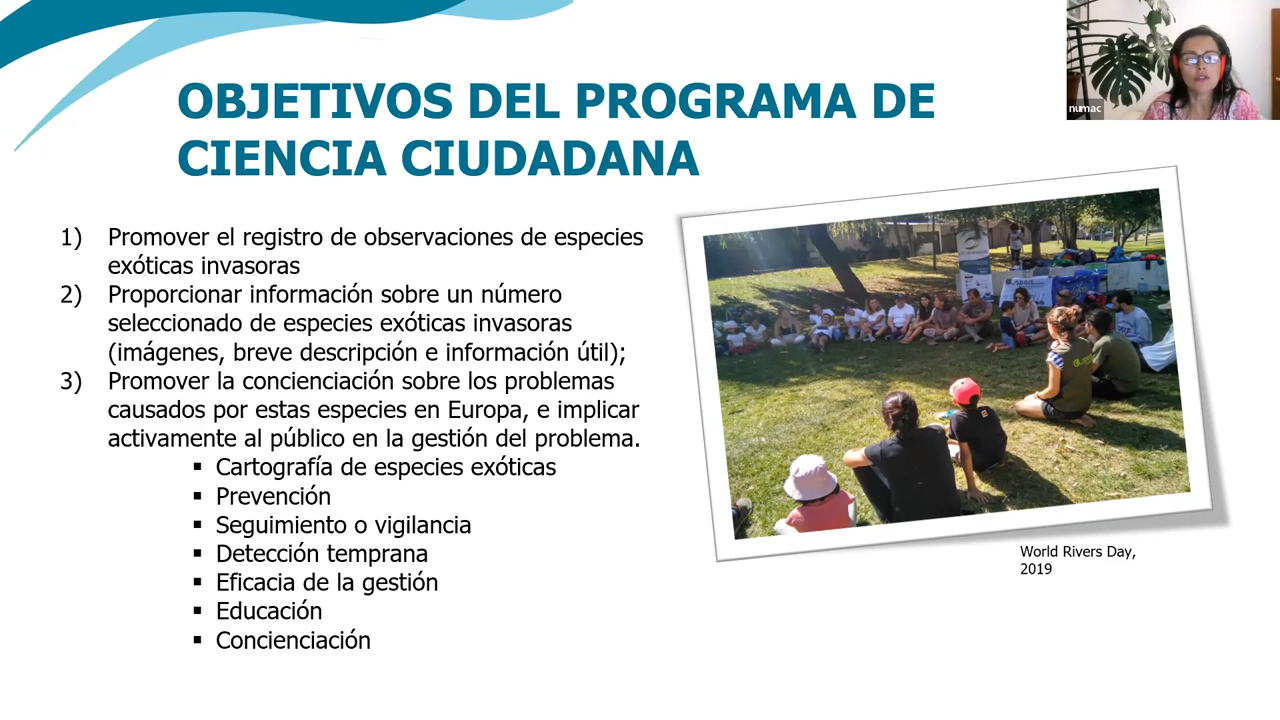 OBJETIVOS DEL PROGRAMA DE
CIENCIA CIUDADANA
numac
1) Promover el registro de observaciones de especies
exóticas invasoras
2) Proporcionar información sobre un número
seleccionado de especies exóticas invasoras
(imágenes, breve descripción e información útil);
3) Promover la concienciación sobre los problemas
causados por estas especies en Europa, e implicar
activamente al público en la gestión del problema.
▪ Cartografía de especies exóticas
▪ Prevención
▪ Seguimiento o vigilancia
▪ Detección temprana
▪ Eficacia de la gestión
▪ Educación
▪ Concienciación
World Rivers Day,
2019